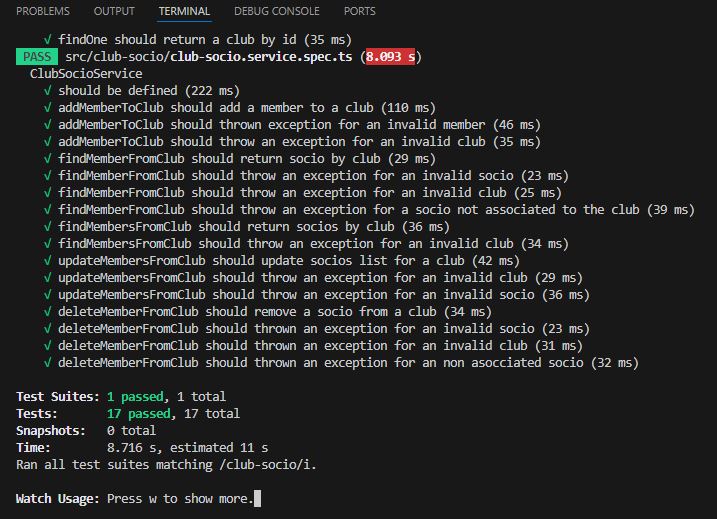 PROBLEMS OUTPUT TERMINAL DEBUG CONSOLE PORTS
√ findOne should return a club by id (35 ms)
PASS src/club-socio/club-socio.service.spec.ts (8.093 s)
ClubSocioService
√ should be defined (222 ms)
√ addMemberToClub should add a member to a club (110 ms)
√ addMemberToClub should thrown exception for an invalid member (46 ms)
√ addMemberToClub should throw an exception for an invalid club (35 ms)
√ findMemberFromClub should return socio by club (29 ms)
√ findMemberFromClub should throw an exception for an invalid socio (23 ms)
√ findMemberFromClub should throw an exception for an invalid club (25 ms)
√ findMemberFromClub should throw an exception for a socio not associated to the club (39 ms)
√ findMembersFromClub should return socios by club (36 ms)
√ findMembersFromClub should throw an exception for an invalid club (34 ms)
√ updateMembersFromClub should update socios list for a club (42 ms)
√ updateMembersFromClub should thrown an exception for an invalid club (29 ms)
√ updateMembersFromClub should thrown an exception for an invalid socio (36 ms)
√ deleteMemberFromClub should remove a socio from a club (34 ms)
√ deleteMemberFromClub should thrown an exception for an invalid socio (23 ms)
√ deleteMemberFromClub should thrown an exception for an invalid club (31 ms)
√ deleteMemberFromClub should thrown an exception for an non asocciated socio (32 ms)
Test Suites: 1 passed, 1 total
Tests: 17 passed, 17 total
Snapshots: 0 total
Time: 8.716 s, estimated 11 s
Ran all test suites matching /club-socio/i.
Watch Usage: Press w to show more.